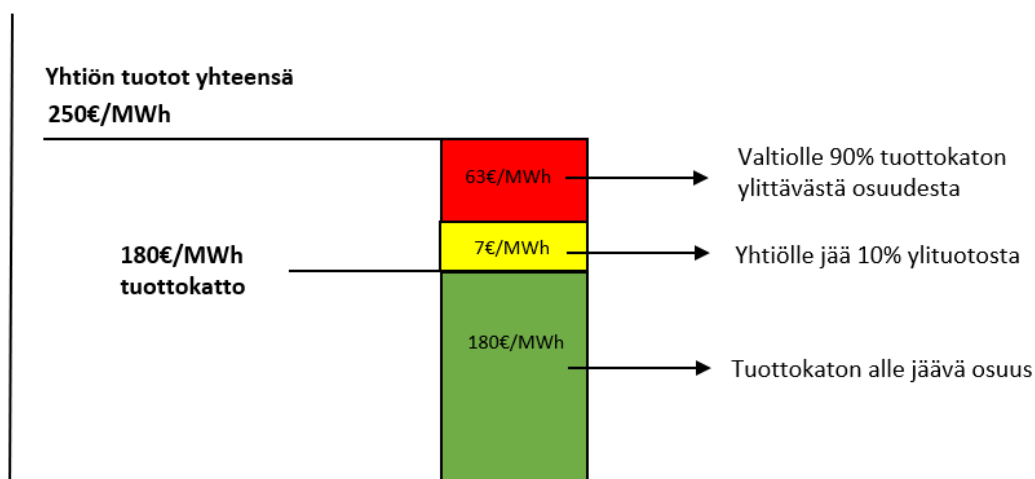 Yhtiön tuotot yhteensä
250€/MWh
63€/MWh
Valtiolle 90% tuottokaton
ylittävästä osuudesta
180€/MWh
tuottokatto
7€/MWh
Yhtiölle jää 10% ylituotosta
180€/MWh
Tuottokaton alle jäävä osuus